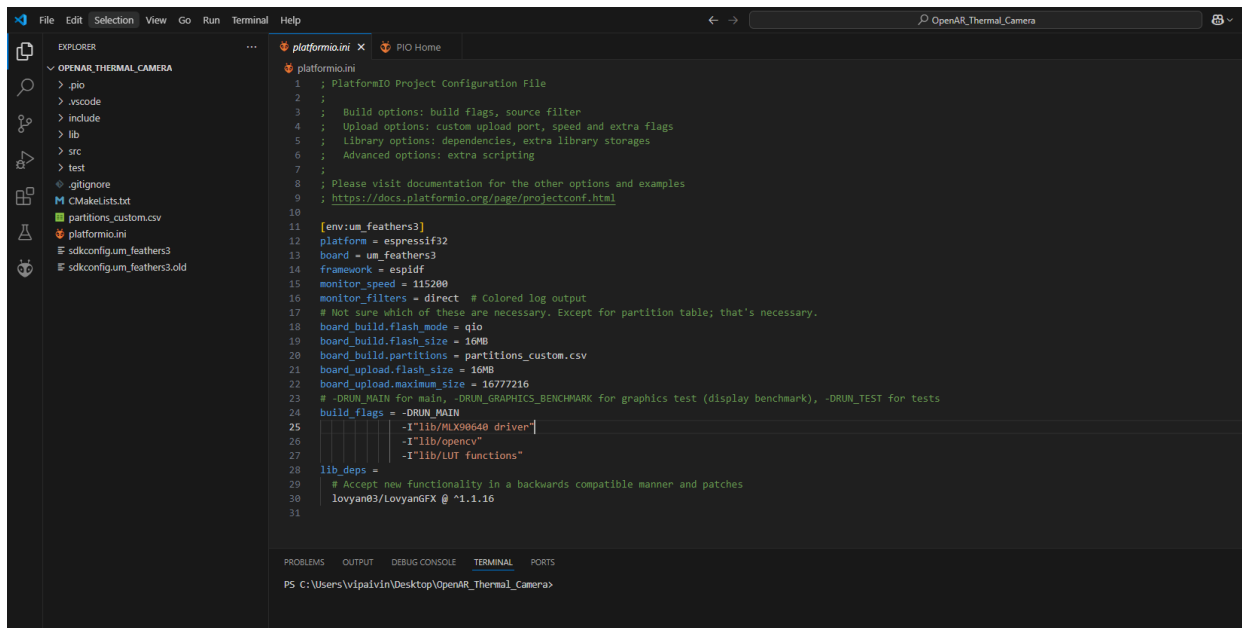 File Edit Selection View Go Run Terminal Help
OpenAR_Thermal_Camera
EXPLORER ...
OPENAR_THERMAL_CAMERA
.pio
.vscode
include
lib
src
test
.gitignore
CMakeLists.txt
partitions_custom.csv
platformio.ini
sdkconfig.um_feathers3
sdkconfig.um_feathers3.old
platformio.ini PIO Home
platformio.ini
1 ; PlatformIO Project Configuration File
2 ;
3 ;   Build options: build flags, source filter
4 ;   Upload options: custom upload port, speed and extra flags
5 ;   Library options: dependencies, extra library storages
6 ;   Advanced options: extra scripting
7 ;
8 ; Please visit documentation for the other options and examples
9 ; https://docs.platformio.org/page/projectconf.html
10
11 [env:um_feathers3]
12 platform = espressif32
13 board = um_feathers3
14 framework = espidf
15 monitor_speed = 115200
16 monitor_filters = direct  # Colored log output
17 # Not sure which of these are necessary. Except for partition table; that's necessary.
18 board_build.flash_mode = qio
19 board_build.flash_size = 16MB
20 board_build.partitions = partitions_custom.csv
21 board_upload.flash_size = 16MB
22 board_upload.maximum_size = 16777216
23 # -DRUN_MAIN for main, -DRUN_GRAPHICS_BENCHMARK for graphics test (display benchmark), -DRUN_TEST for tests
24 build_flags = -DRUN_MAIN
25               -I"lib/MLX90640 driver"
26               -I"lib/opencv"
27               -I"lib/LUT functions"
28 lib_deps =
29   # Accept new functionality in a backwards compatible manner and patches
30   lovyan03/LovyanGFX @ ^1.1.16
31
PROBLEMS OUTPUT DEBUG CONSOLE TERMINAL PORTS
PS C:\Users\vipaivin\Desktop\OpenAR_Thermal_Camera>